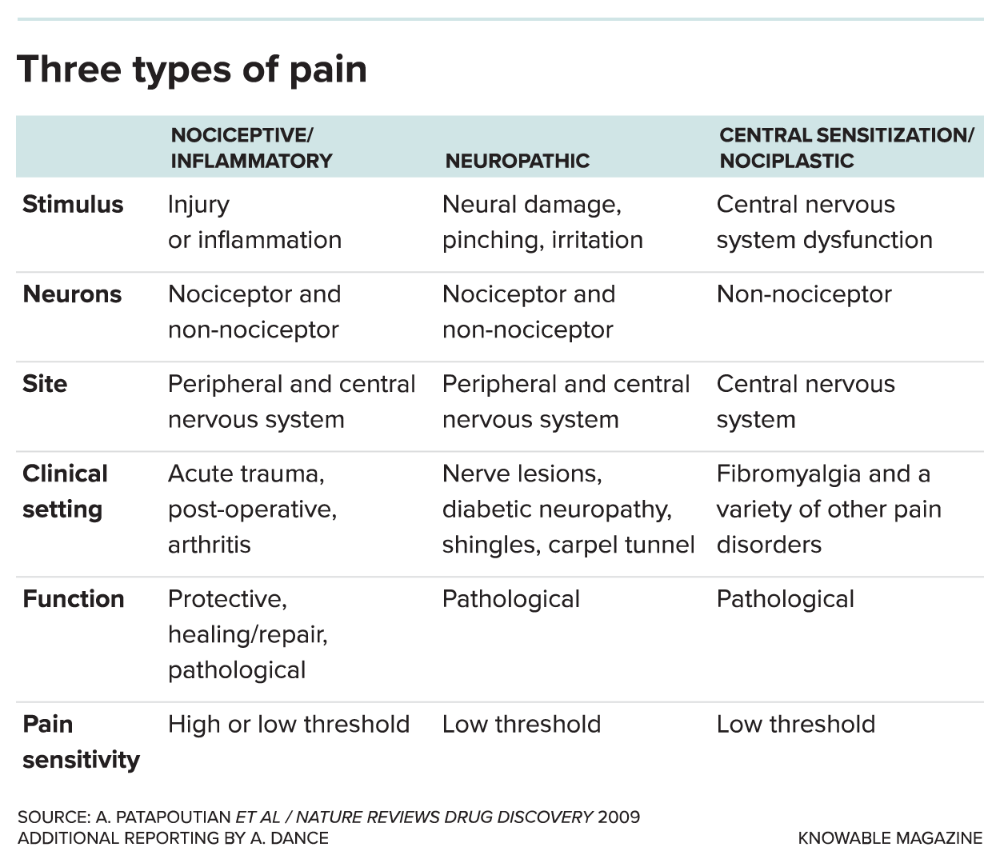 Three types of pain
NOCICEPTIVE/
INFLAMMATORY
NEUROPATHIC
CENTRAL SENSITIZATION/
NOCIPLASTIC
Stimulus
Injury
or inflammation
Neural damage,
pinching, irritation
Central nervous
system dysfunction
Neurons
Nociceptor and
non-nociceptor
Nociceptor and
non-nociceptor
Non-nociceptor
Site
Peripheral and central
nervous system
Peripheral and central
nervous system
Central nervous
system
Clinical
setting
Acute trauma,
post-operative,
arthritis
Nerve lesions,
diabetic neuropathy,
shingles, carpel tunnel
Fibromyalgia and a
variety of other pain
disorders
Function
Protective,
healing/repair,
pathological
Pathological
Pathological
Pain
sensitivity
High or low threshold
Low threshold
Low threshold
SOURCE: A. PATAPOUTIAN ET AL / NATURE REVIEWS DRUG DISCOVERY 2009
ADDITIONAL REPORTING BY A. DANCE
KNOWABLE MAGAZINE